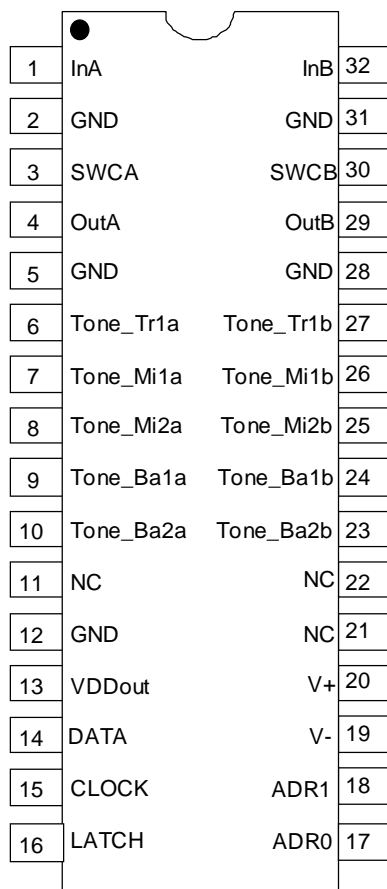 1 InA InB 32
2 GND GND 31
3 SWCA SWCB 30
4 OutA OutB 29
5 GND GND 28
6 Tone_Tr1a Tone_Tr1b 27
7 Tone_Mi1a Tone_Mi1b 26
8 Tone_Mi2a Tone_Mi2b 25
9 Tone_Ba1a Tone_Ba1b 24
10 Tone_Ba2a Tone_Ba2b 23
11 NC NC 22
12 GND NC 21
13 VDDout V+ 20
14 DATA V- 19
15 CLOCK ADR1 18
16 LATCH ADR0 17